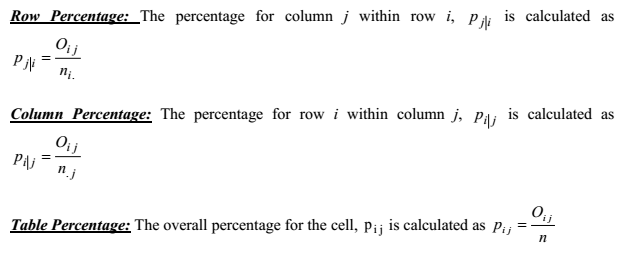 Row Percentage: The percentage for column j within row i, p_{j|i} is calculated as
p_{j|i} = \frac{O_{ij}}{n_{i.}}
Column Percentage: The percentage for row i within column j, p_{i|j} is calculated as
p_{i|j} = \frac{O_{ij}}{n_{.j}}
Table Percentage: The overall percentage for the cell, p_{ij} is calculated as p_{ij} = \frac{O_{ij}}{n}